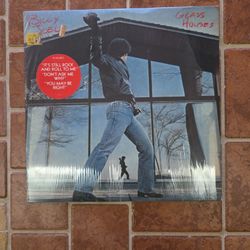 Billy
Joel
Glass
Houses
"IT'S STILL ROCK
AND ROLL TO ME"
"DON'T ASK ME
WHY"
"YOU MAY BE
RIGHT"